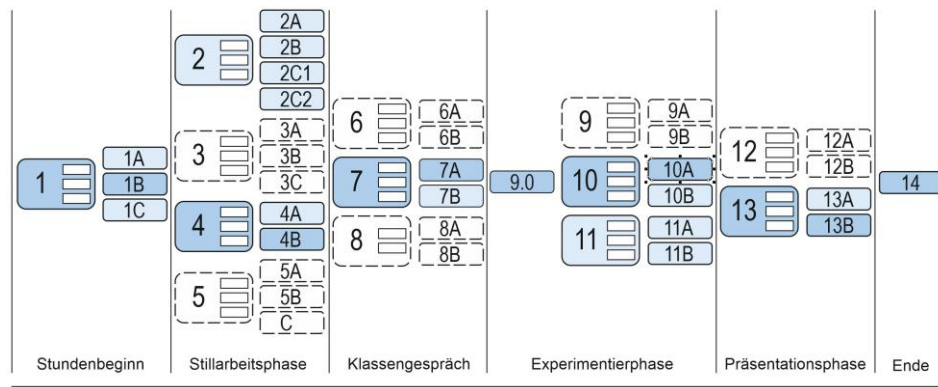 1
1A
1B
1C
2
2A
2B
2C1
2C2
3
3A
3B
3C
4
4A
4B
5
5A
5B
C
6
6A
6B
7
7A
7B
8
8A
8B
9.0
9
9A
9B
10
10A
10B
11
11A
11B
12
12A
12B
13
13A
13B
14
Stundenbeginn
Stillarbeitsphase
Klassengespräch
Experimentierphase
Präsentationsphase
Ende